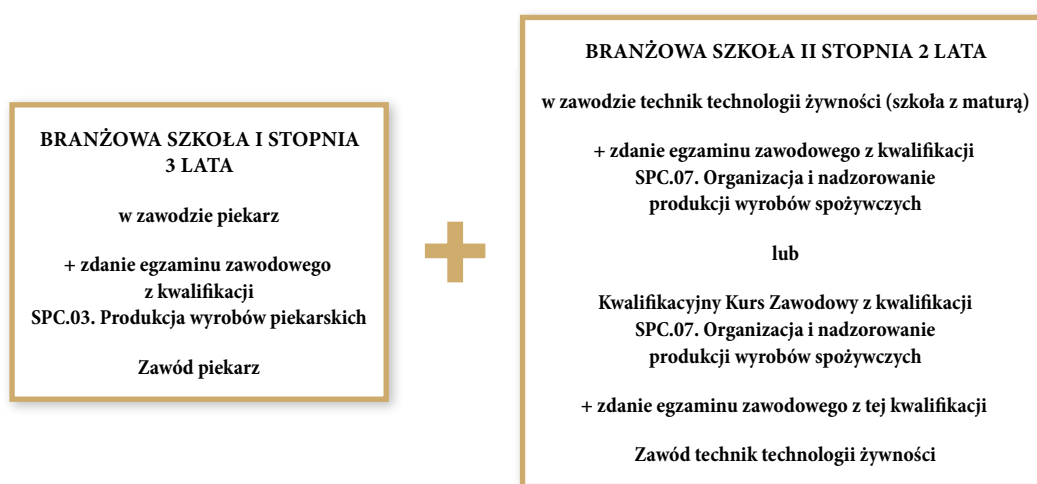 BRANŻOWA SZKOŁA I STOPNIA
3 LATA
w zawodzie piekarz
+ zdanie egzaminu zawodowego
z kwalifikacji
SPC.03. Produkcja wyrobów piekarskich
Zawód piekarz
+
BRANŻOWA SZKOŁA II STOPNIA 2 LATA
w zawodzie technik technologii żywności (szkoła z maturą)
+ zdanie egzaminu zawodowego z kwalifikacji
SPC.07. Organizacja i nadzorowanie
produkcji wyrobów spożywczych
lub
Kwalifikacyjny Kurs Zawodowy z kwalifikacji
SPC.07. Organizacja i nadzorowanie
produkcji wyrobów spożywczych
+ zdanie egzaminu zawodowego z tej kwalifikacji
Zawód technik technologii żywności